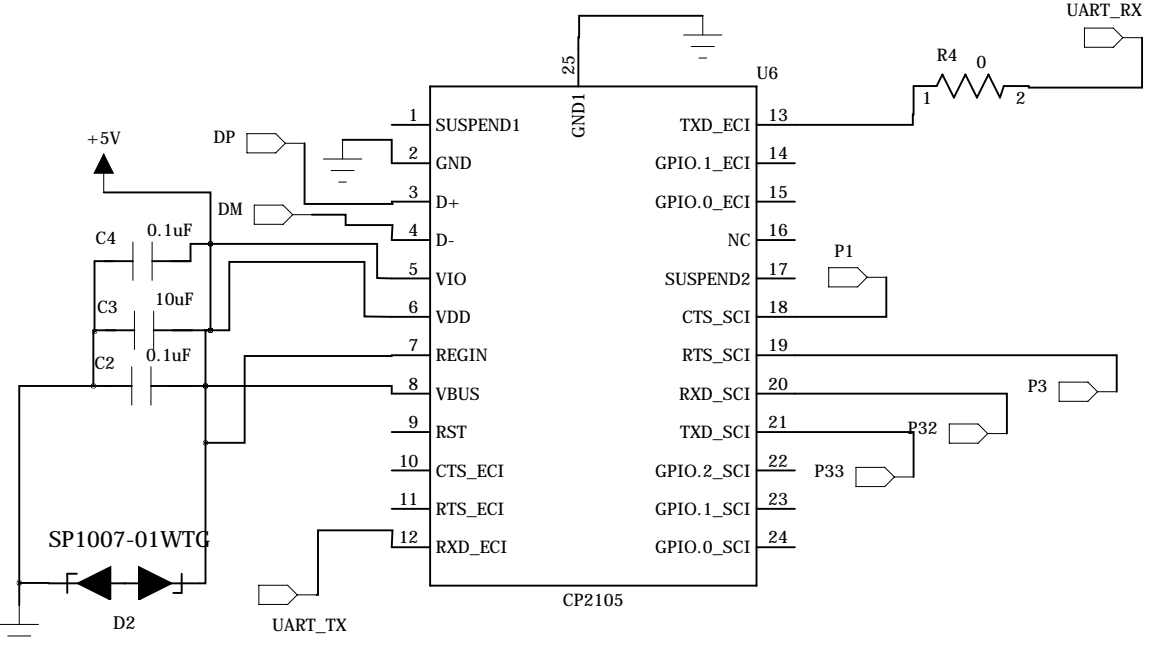 UART_RX
R4 0
1 2
25
GND1
U6
+5V
DP
DM
C4 0.1uF
C3 10uF
C2 0.1uF
1 SUSPEND1
2 GND
3 D+
4 D-
5 VIO
6 VDD
7 REGIN
8 VBUS
9 RST
10 CTS_ECI
11 RTS_ECI
12 RXD_ECI
TXD_ECI 13
GPIO.1_ECI 14
GPIO.0_ECI 15
NC 16
SUSPEND2 17
CTS_SCI 18
RTS_SCI 19
RXD_SCI 20
TXD_SCI 21
GPIO.2_SCI 22
GPIO.1_SCI 23
GPIO.0_SCI 24
P1
P3
P32
P33
SP1007-01WTG
D2
UART_TX
CP2105